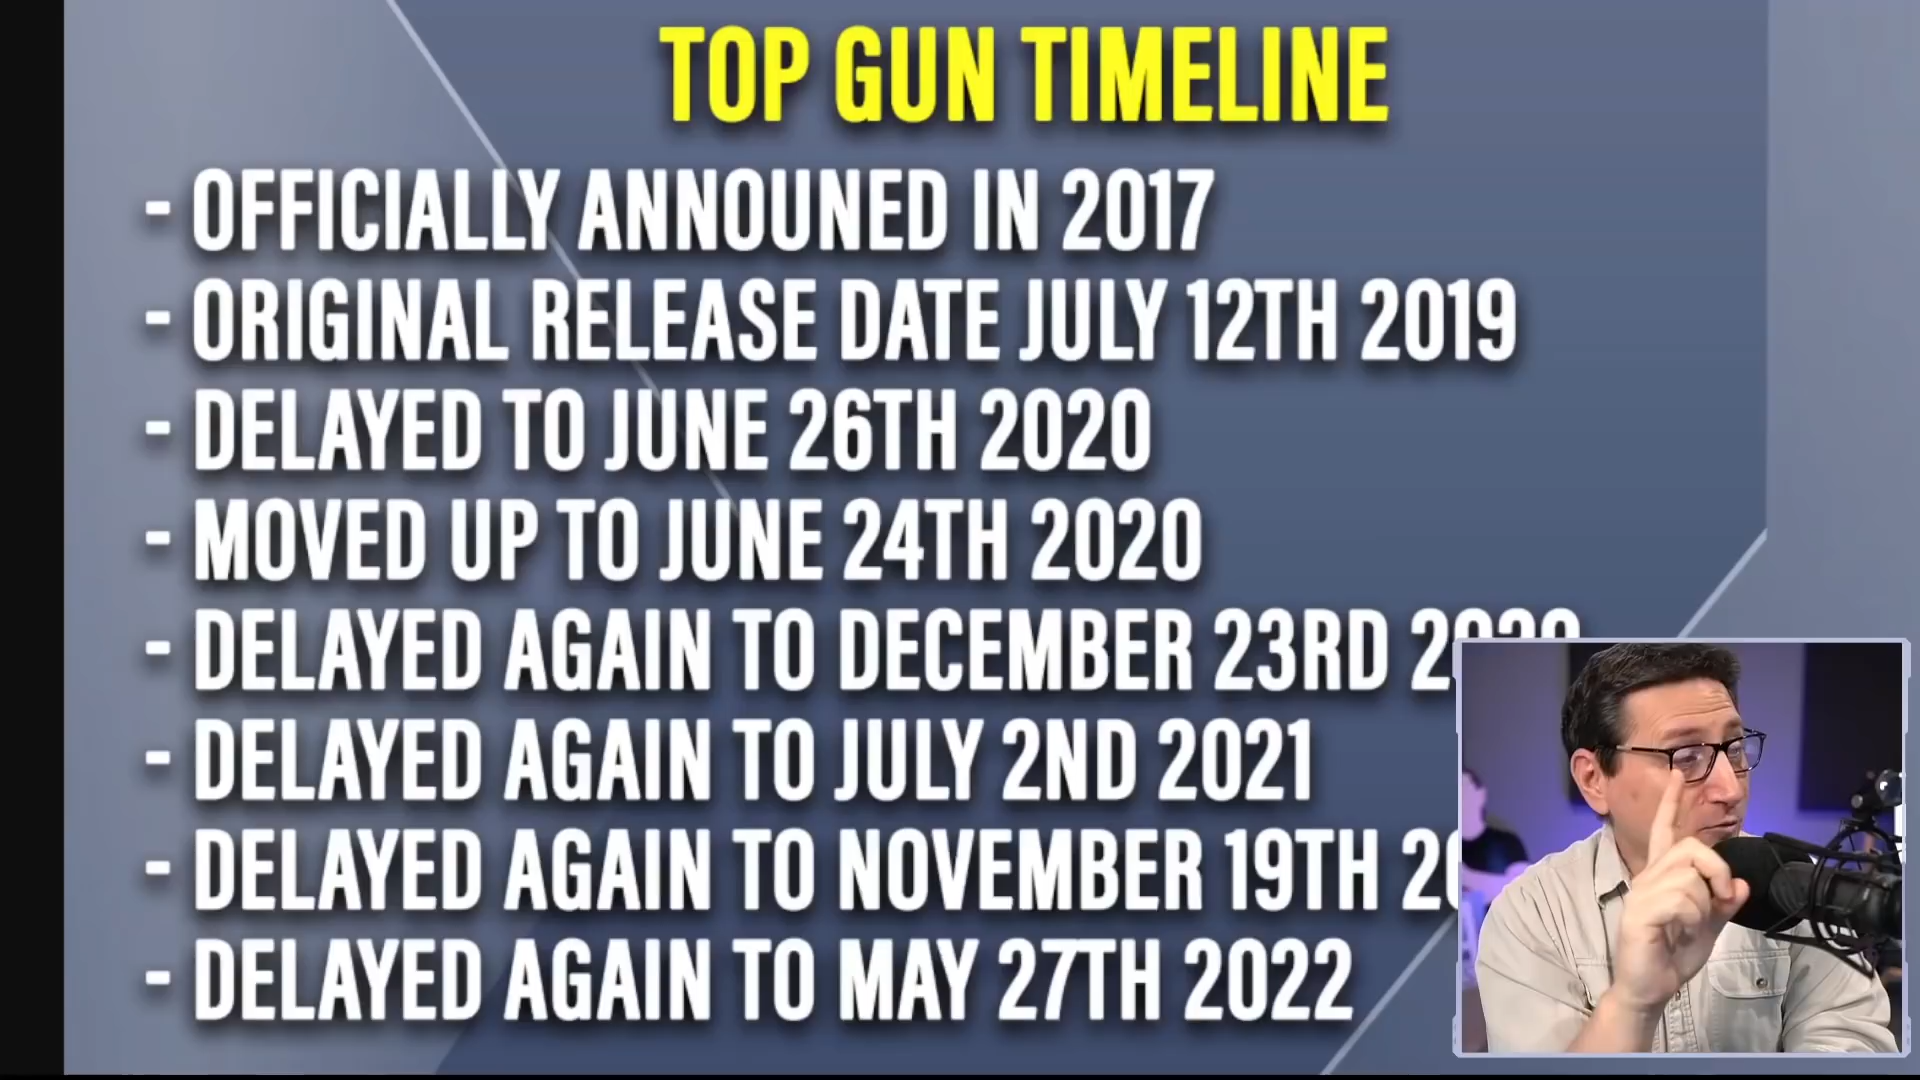 TOP GUN TIMELINE
- OFFICIALLY ANNOUNED IN 2017
- ORIGINAL RELEASE DATE JULY 12TH 2019
- DELAYED TO JUNE 26TH 2020
- MOVED UP TO JUNE 24TH 2020
- DELAYED AGAIN TO DECEMBER 23RD 2020
- DELAYED AGAIN TO JULY 2ND 2021
- DELAYED AGAIN TO NOVEMBER 19TH
- DELAYED AGAIN TO MAY 27TH 2022